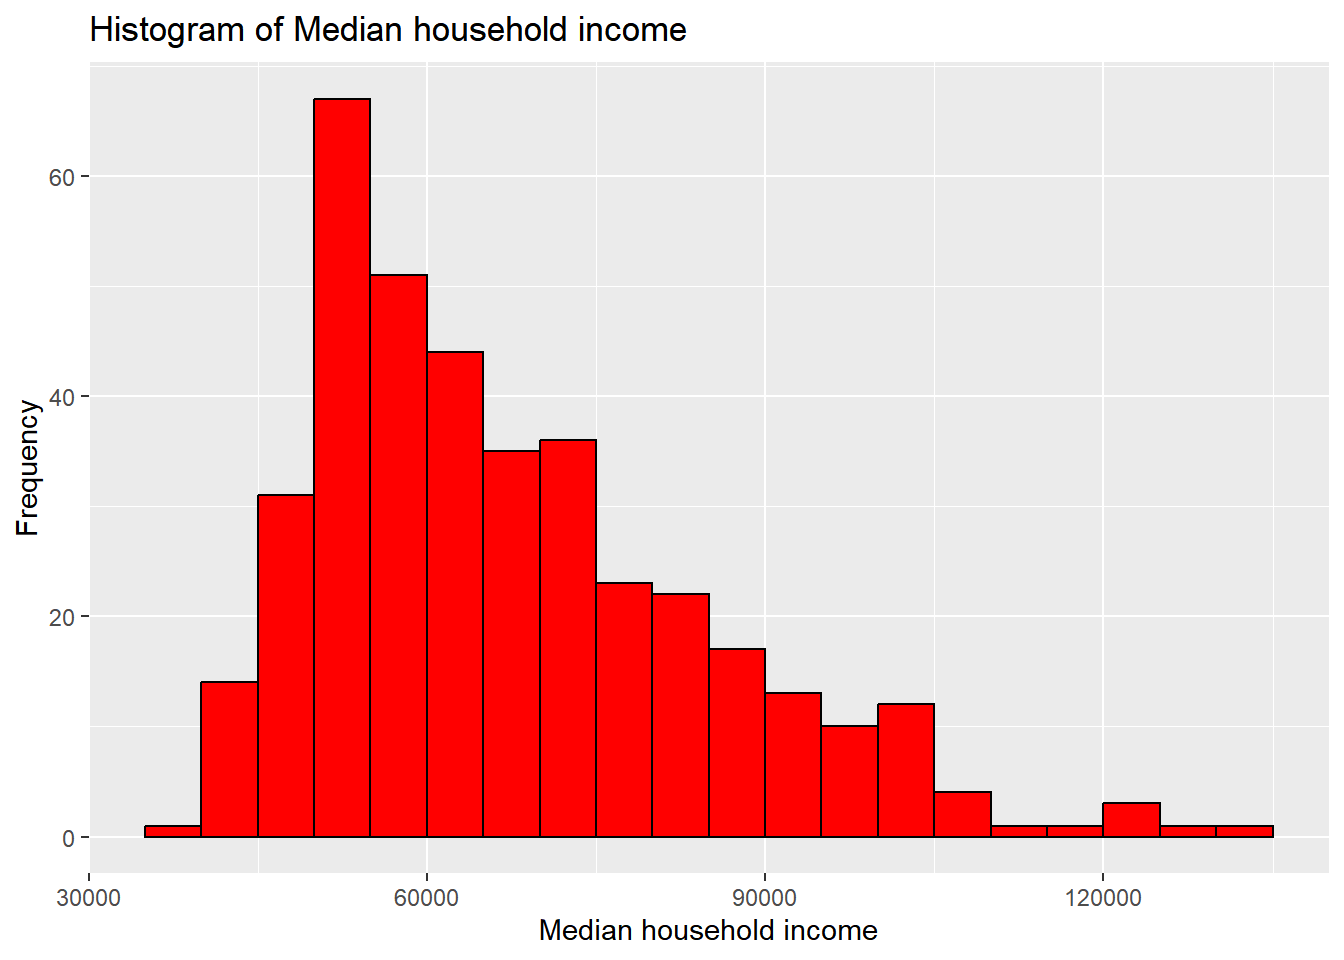 Histogram of Median household income
Frequency
60
40
20
0
30000 60000 90000 120000
Median household income